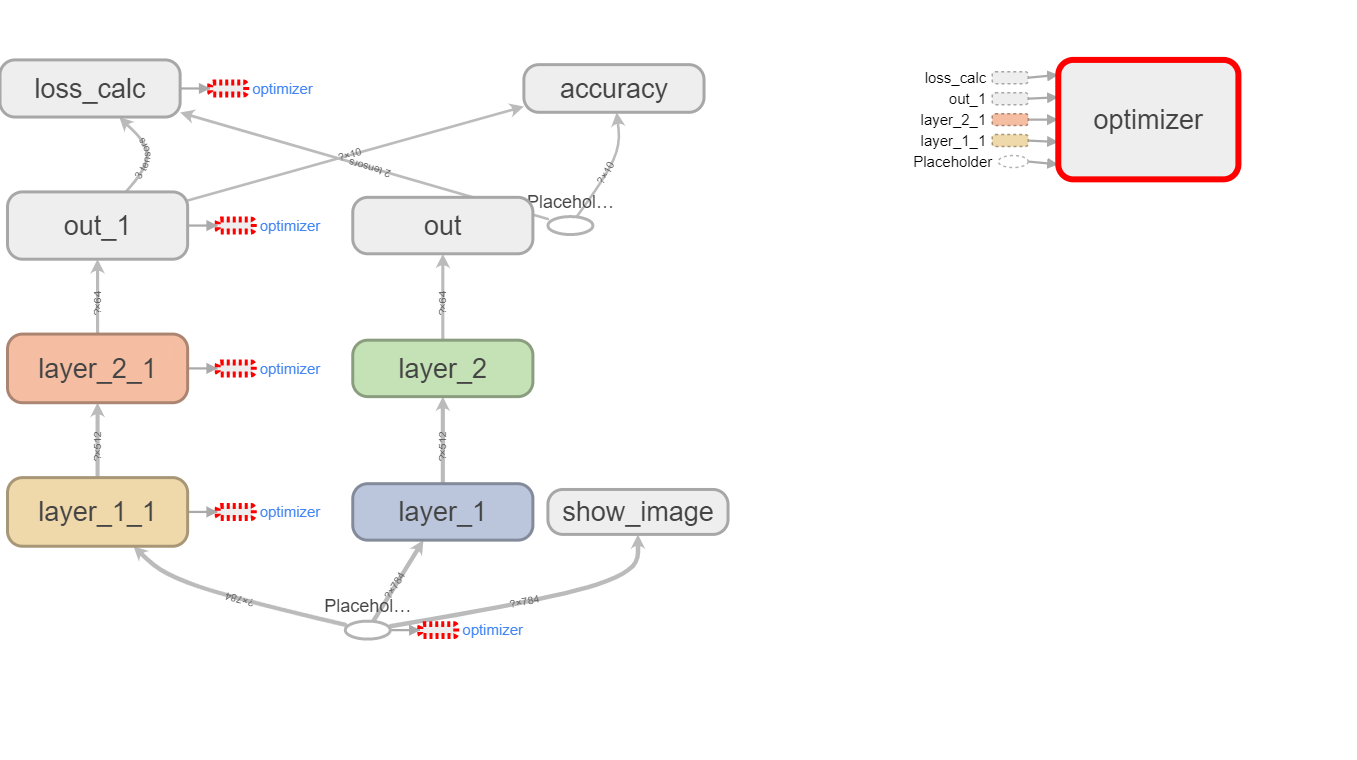 loss_calc
optimizer
accuracy
loss_calc
out_1
layer_2_1
layer_1_1
Placeholder
optimizer
3 tensors
?×10
2 tensors
?×10
Placehol…
out_1
optimizer
out
?×64
?×64
layer_2_1
optimizer
layer_2
?×512
?×512
layer_1_1
optimizer
layer_1
show_image
?×784
?×784
?×784
Placehol…
optimizer